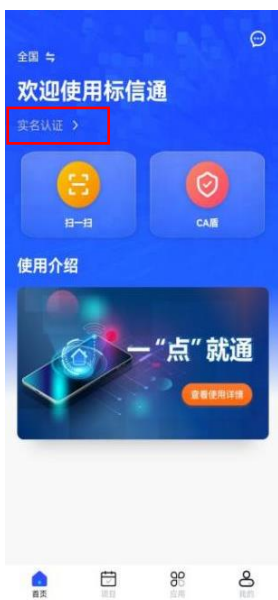 全国
欢迎使用标信通
实名认证 >
扫一扫
CA盾
使用介绍
一“点”就通
查看使用详情
首页
项目
应用
我的